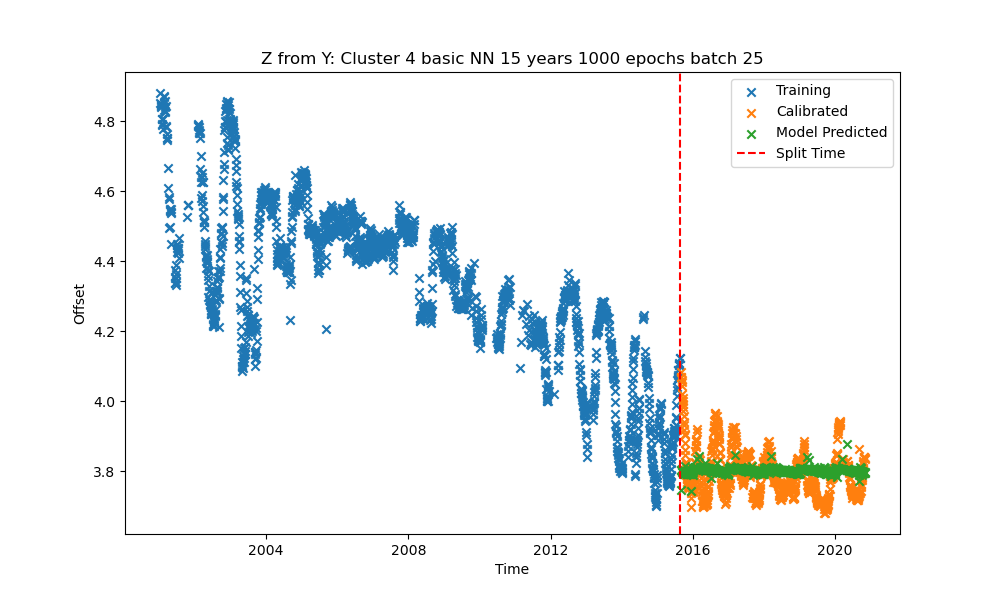 Z from Y: Cluster 4 basic NN 15 years 1000 epochs batch 25
Training
Calibrated
Model Predicted
Split Time
Offset
4.8
4.6
4.4
4.2
4.0
3.8
2004
2008
2012
2016
2020
Time